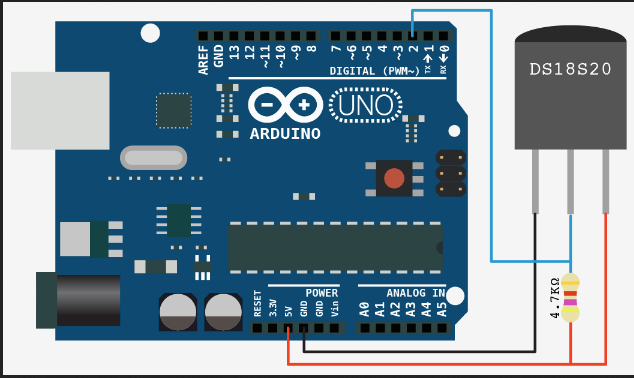 AREF
GND
13
12
~11
~10
~9
8
7
~6
~5
4
~3
2
TX→1
RX←0
DIGITAL (PWM~)
UNO
ARDUINO
DS18S20
4.7KΩ
POWER
ANALOG IN
RESET
3.3V
5V
GND
GND
Vin
A0
A1
A2
A3
A4
A5